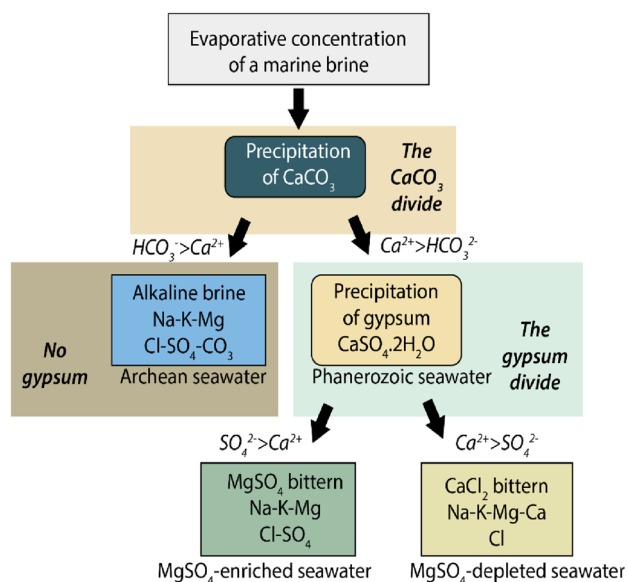 Evaporative concentration
of a marine brine
Precipitation
of CaCO₃
The
CaCO₃
divide
HCO₃⁻>Ca²⁺
Ca²⁺>HCO₃²⁻
No
gypsum
Alkaline brine
Na-K-Mg
Cl-SO₄-CO₃
Archean seawater
Precipitation
of gypsum
CaSO₄.2H₂O
Phanerozoic seawater
The
gypsum
divide
SO₄²⁻>Ca²⁺
Ca²⁺>SO₄²⁻
MgSO₄ bittern
Na-K-Mg
Cl-SO₄
MgSO₄-enriched seawater
CaCl₂ bittern
Na-K-Mg-Ca
Cl
MgSO₄-depleted seawater